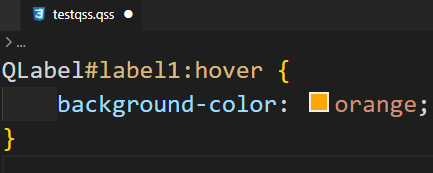 testqss.qss
> ...
QLabel#label1:hover {
    background-color: orange;
}